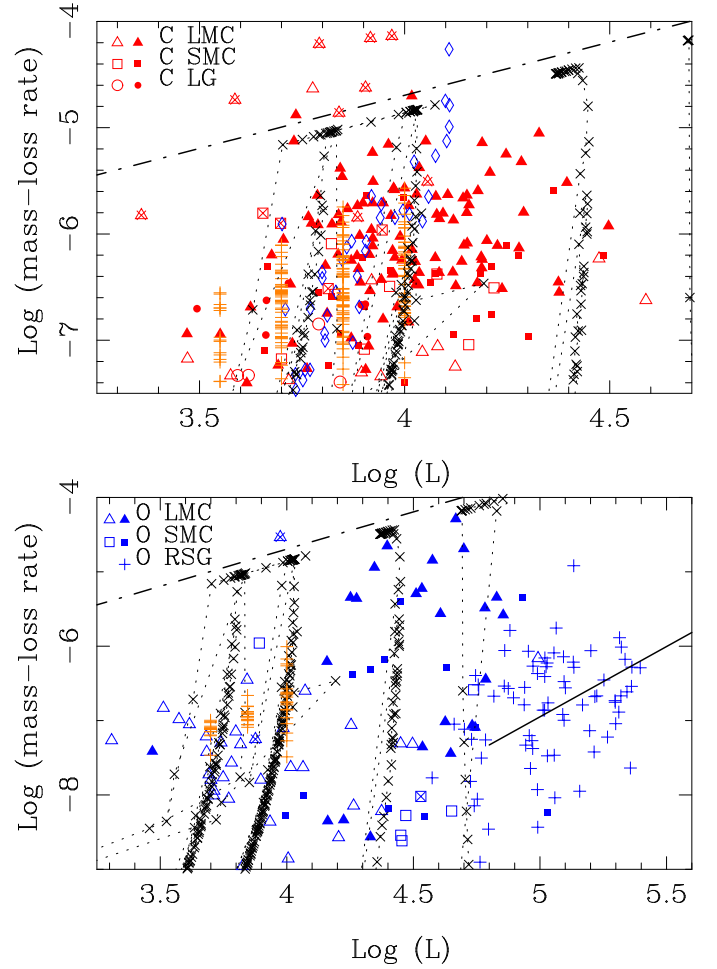 C LMC
C SMC
C LG
Log (mass−loss rate)
−4
−5
−6
−7
3.5
4
4.5
Log (L)
O LMC
O SMC
O RSG
Log (mass−loss rate)
−4
−6
−8
3.5
4
4.5
5
5.5
Log (L)